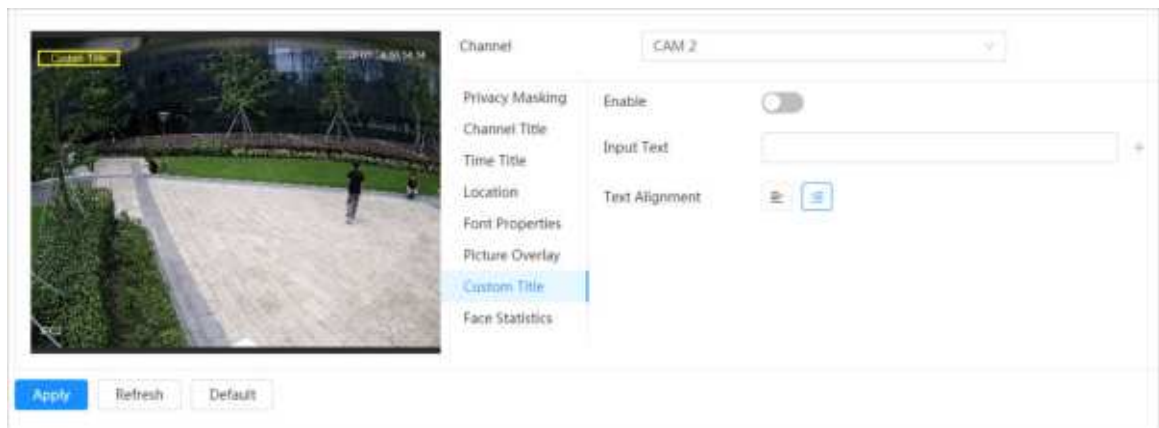 Custom Title
Channel
CAM 2
Privacy Masking
Channel Title
Time Title
Location
Font Properties
Picture Overlay
Custom Title
Face Statistics
Enable
Input Text
+
Text Alignment
Apply
Refresh
Default